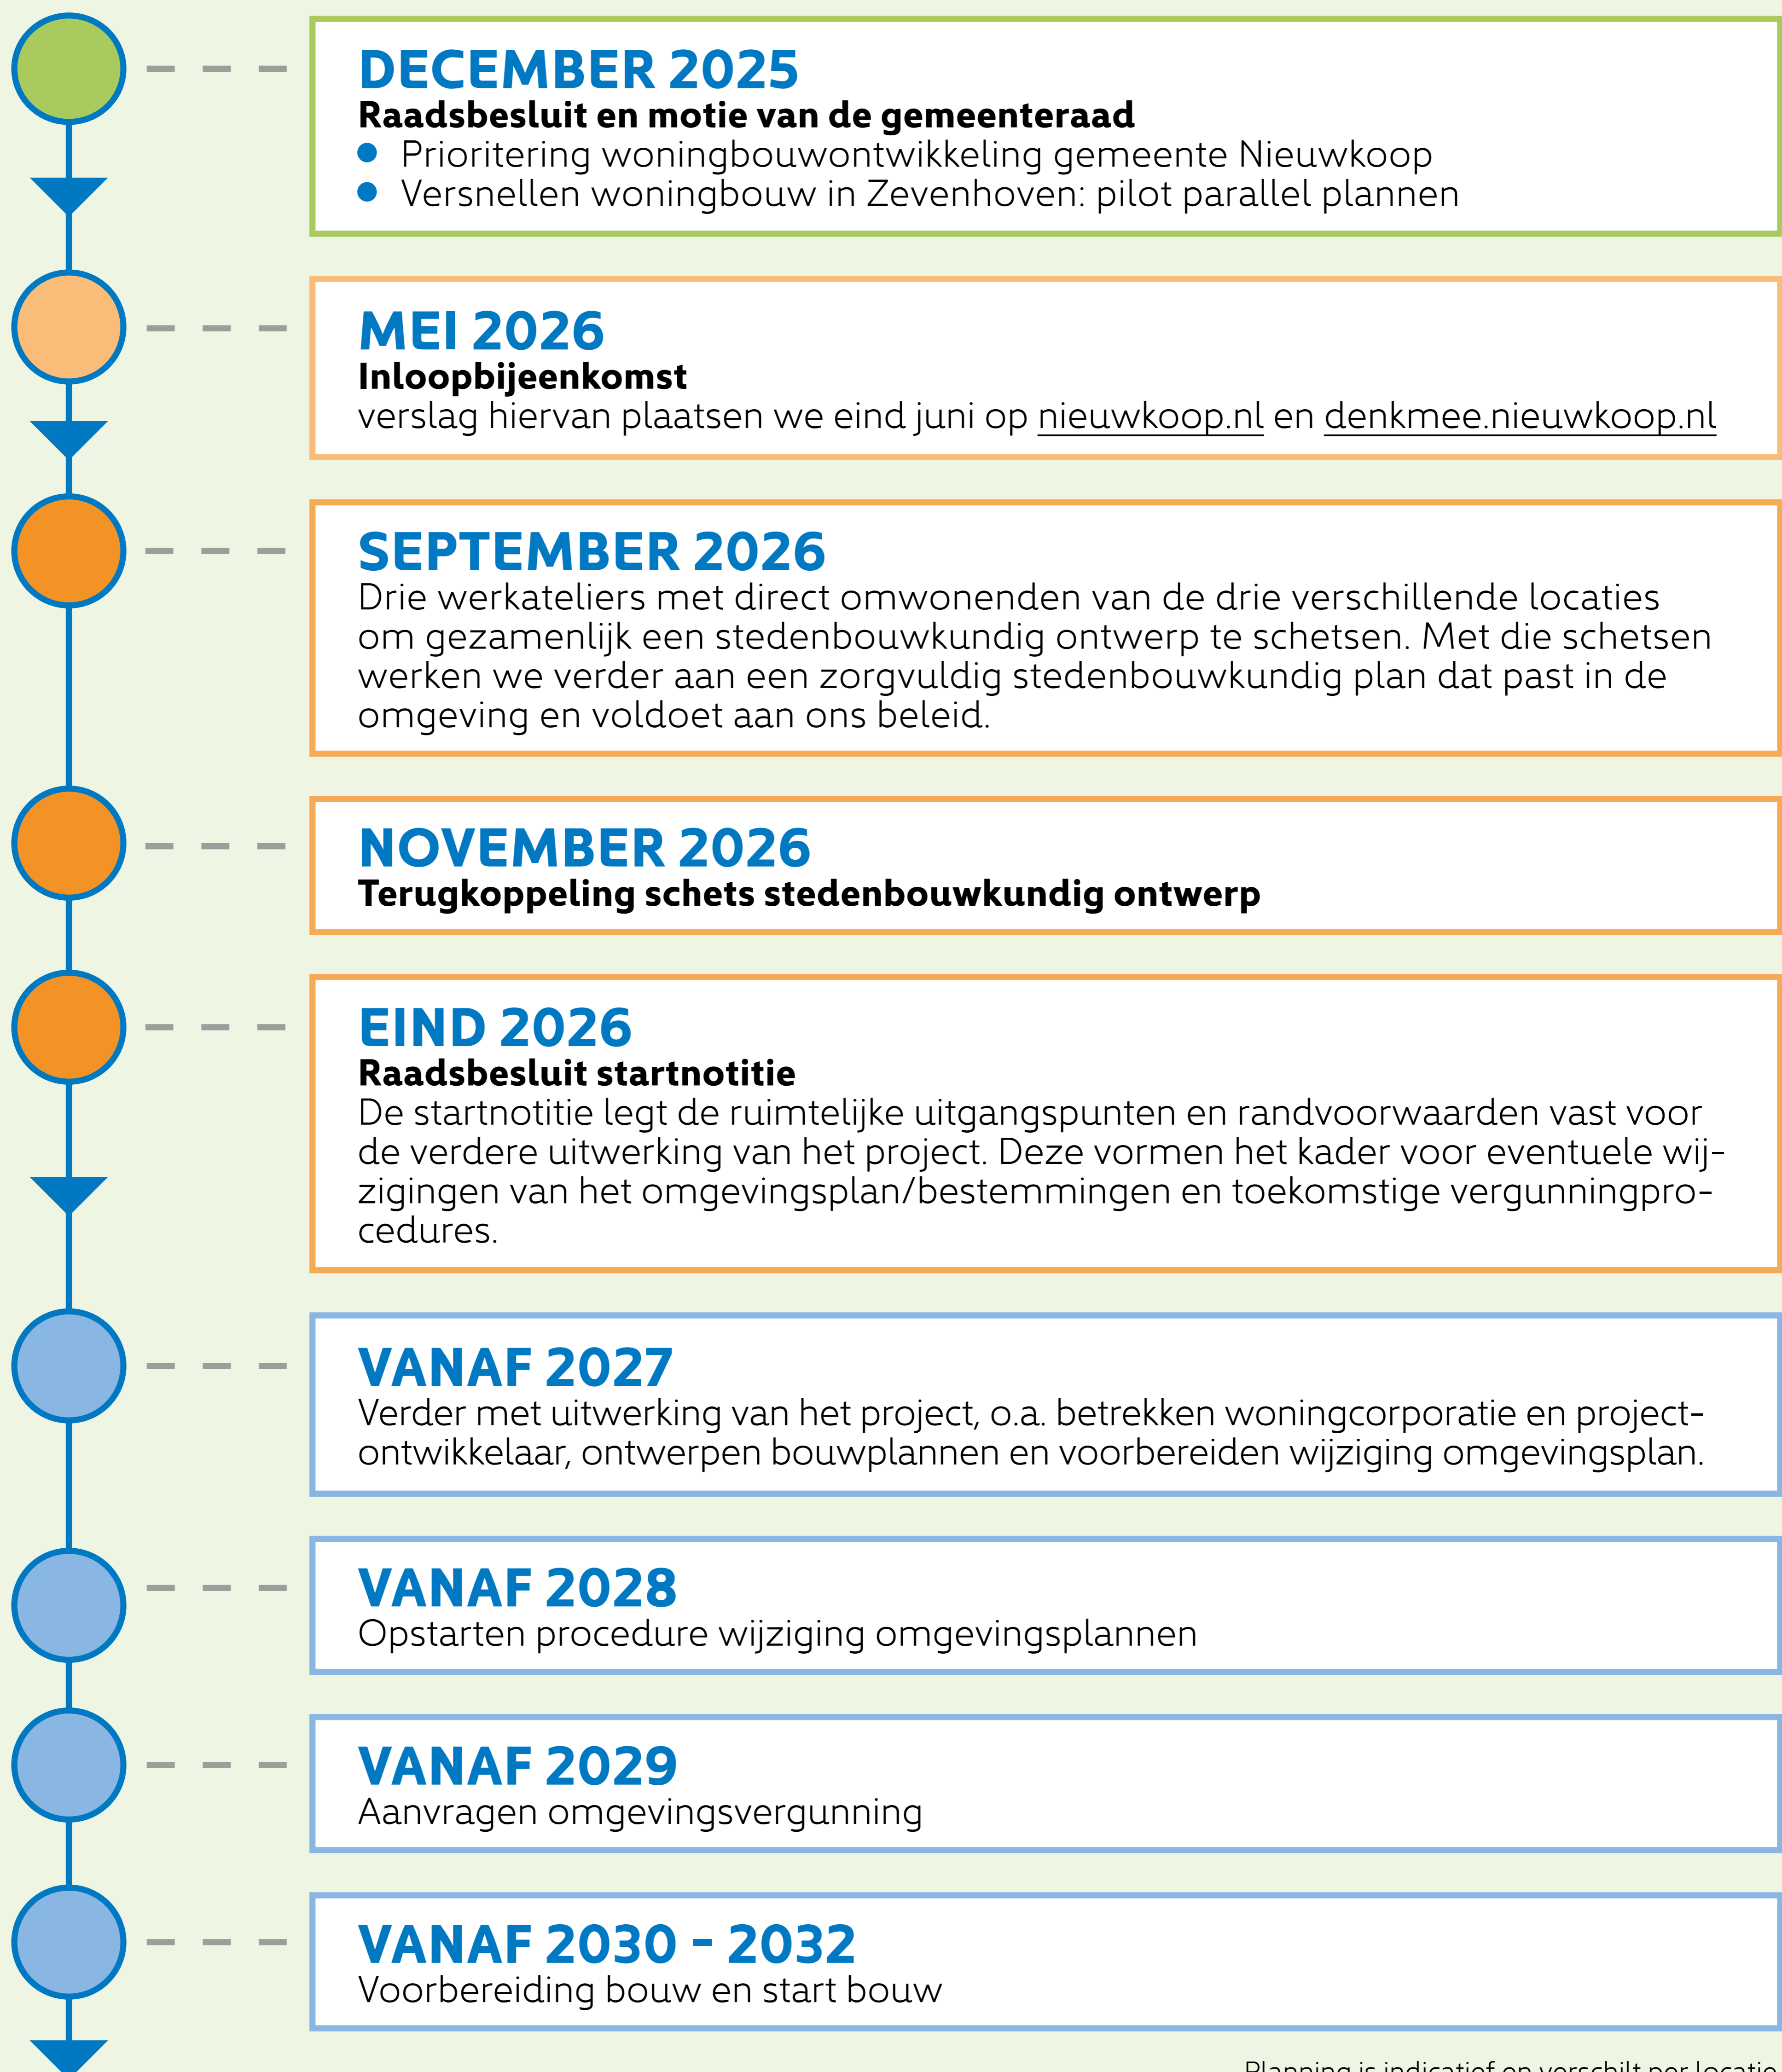 DECEMBER 2025
Raadsbesluit en motie van de gemeenteraad
Prioritering woningbouwontwikkeling gemeente Nieuwkoop
Versnellen woningbouw in Zevenhoven: pilot parallel plannen
MEI 2026
Inloopbijeenkomst
verslag hiervan plaatsen we eind juni op nieuwkoop.nl en denkmee.nieuwkoop.nl
SEPTEMBER 2026
Drie werkateliers met direct omwonenden van de drie verschillende locaties
om gezamenlijk een stedenbouwkundig ontwerp te schetsen. Met die schetsen
werken we verder aan een zorgvuldig stedenbouwkundig plan dat past in de
omgeving en voldoet aan ons beleid.
NOVEMBER 2026
Terugkoppeling schets stedenbouwkundig ontwerp
EIND 2026
Raadsbesluit startnotitie
De startnotitie legt de ruimtelijke uitgangspunten en randvoorwaarden vast voor
de verdere uitwerking van het project. Deze vormen het kader voor eventuele wij-
zigingen van het omgevingsplan/bestemmingen en toekomstige vergunningpro-
cedures.
VANAF 2027
Verder met uitwerking van het project, o.a. betrekken woningcorporatie en project-
ontwikkelaar, ontwerpen bouwplannen en voorbereiden wijziging omgevingsplan.
VANAF 2028
Opstarten procedure wijziging omgevingsplannen
VANAF 2029
Aanvragen omgevingsvergunning
VANAF 2030 - 2032
Voorbereiding bouw en start bouw
Planning is indicatief en verschilt per locatie